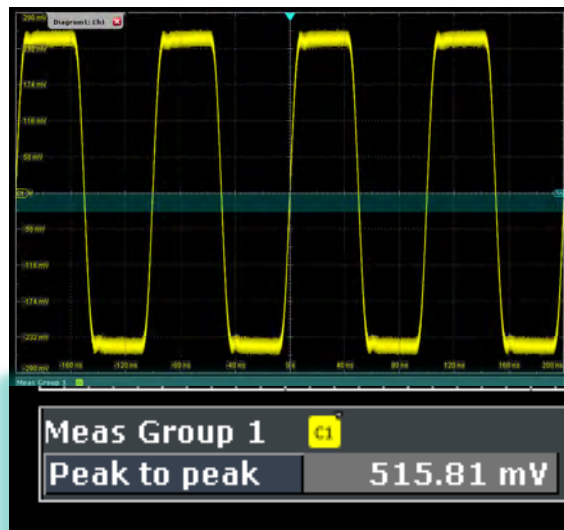 290 mV
Diagram1: Ch1
174 mV
116 mV
58 mV
C1
-58 mV
-116 mV
-174 mV
-232 mV
-290 mV
-160 ns
-120 ns
-80 ns
-40 ns
0 s
40 ns
80 ns
120 ns
160 ns
200 ns
Meas Group 1
Meas Group 1 C1
Peak to peak 515.81 mV